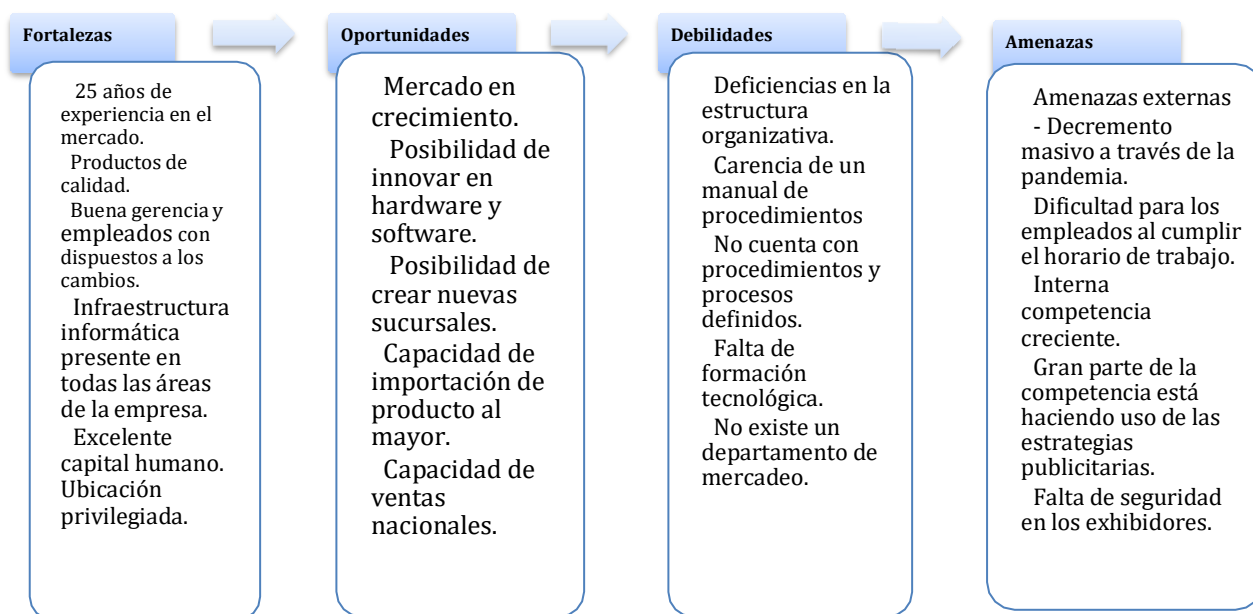 Fortalezas
25 años de
experiencia en el
mercado.
Productos de
calidad.
Buena gerencia y
empleados con
dispuestos a los
cambios.
Infraestructura
informática
presente en
todas las áreas
de la empresa.
Excelente
capital humano.
Ubicación
privilegiada.
Oportunidades
Mercado en
crecimiento.
Posibilidad de
innovar en
hardware y
software.
Posibilidad de
crear nuevas
sucursales.
Capacidad de
importación de
producto al
mayor.
Capacidad de
ventas
nacionales.
Debilidades
Deficiencias en la
estructura
organizativa.
Carencia de un
manual de
procedimientos
No cuenta con
procedimientos y
procesos
definidos.
Falta de
formación
tecnológica.
No existe un
departamento de
mercadeo.
Amenazas
Amenazas externas
- Decremento
masivo a través de la
pandemia.
Dificultad para los
empleados al cumplir
el horario de trabajo.
Interna
competencia
creciente.
Gran parte de la
competencia está
haciendo uso de las
estrategias
publicitarias.
Falta de seguridad
en los exhibidores.